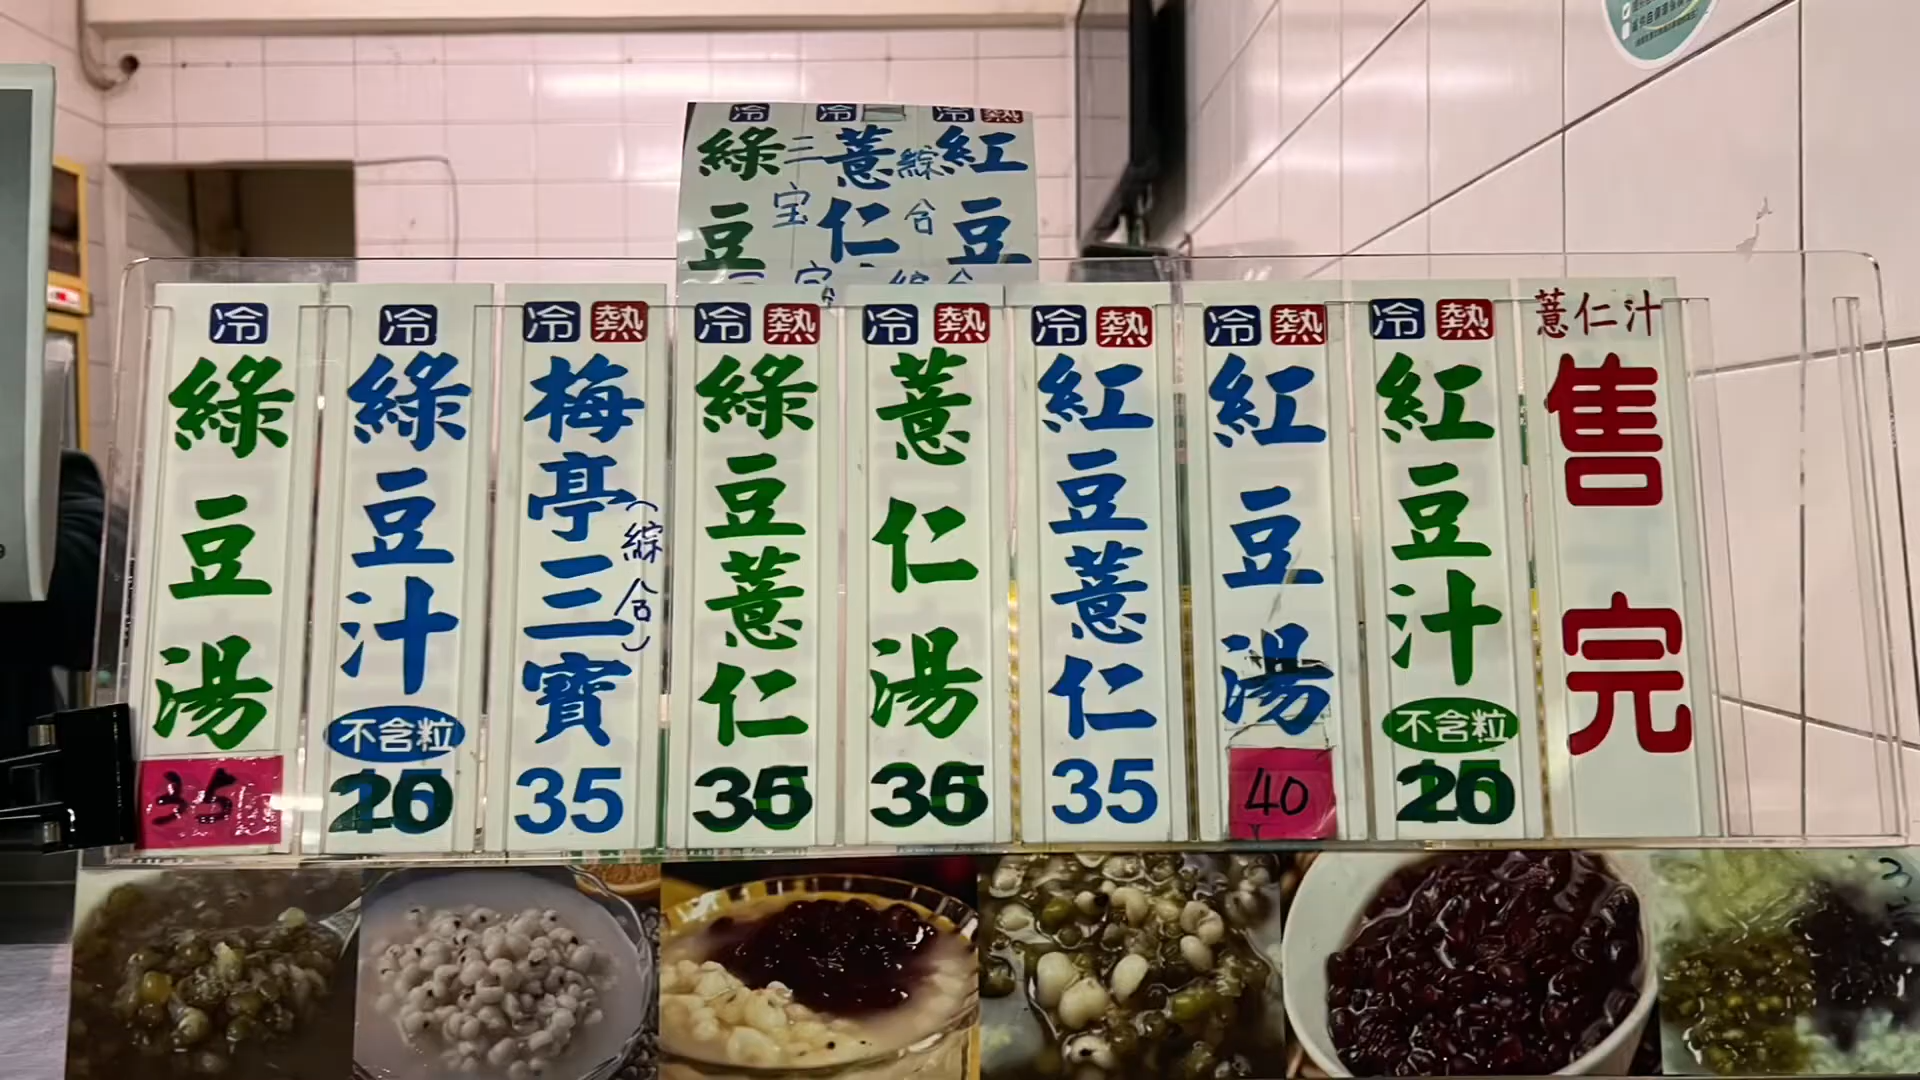 冷 冷 冷 熱
綠豆 三宝 薏仁 綜合 紅豆
冷
綠豆湯
35
冷
綠豆汁
不含粒
20
冷 熱
梅亭三寶
(綜合)
35
冷 熱
綠豆薏仁
35
冷 熱
薏仁湯
35
冷 熱
紅豆薏仁
35
冷 熱
紅豆湯
40
冷 熱
紅豆汁
不含粒
20
薏仁汁
售完